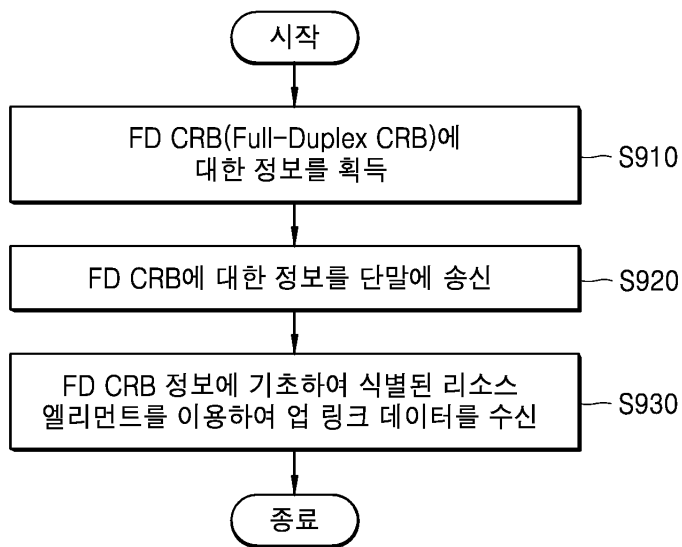 시작
FD CRB(Full-Duplex CRB)에
대한 정보를 획득
S910
FD CRB에 대한 정보를 단말에 송신
S920
FD CRB 정보에 기초하여 식별된 리소스
엘리먼트를 이용하여 업 링크 데이터를 수신
S930
종료